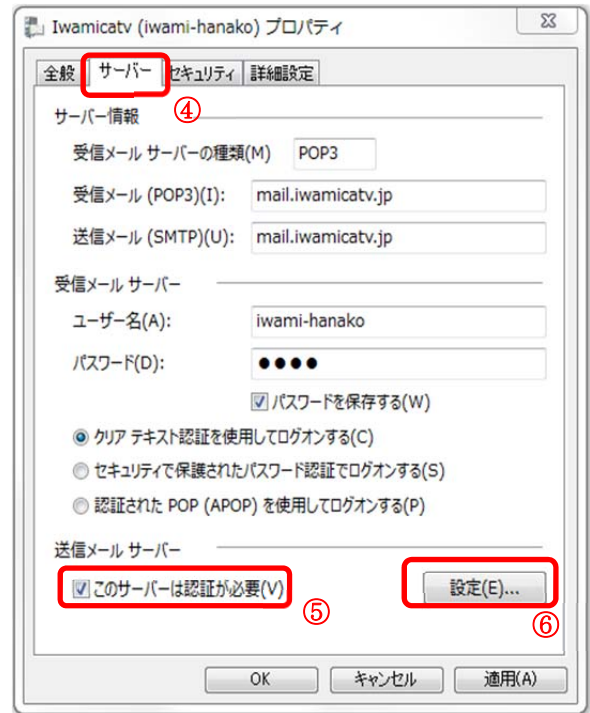 Iwamicatv (iwami-hanako) プロパティ
全般 サーバー セキュリティ 詳細設定
④
サーバー情報
受信メール サーバーの種類(M) POP3
受信メール (POP3)(I): mail.iwamicatv.jp
送信メール (SMTP)(U): mail.iwamicatv.jp
受信メール サーバー
ユーザー名(A): iwami-hanako
パスワード(D): ●●●●
パスワードを保存する(W)
クリア テキスト認証を使用してログオンする(C)
セキュリティで保護されたパスワード認証でログオンする(S)
認証された POP (APOP) を使用してログオンする(P)
送信メール サーバー
このサーバーは認証が必要(V) 設定(E)...
⑤ ⑥
OK キャンセル 適用(A)